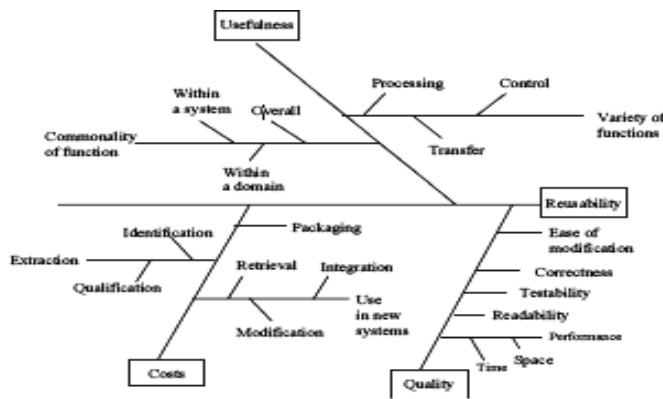 Usefulness
Processing
Control
Within
a system
Overall
Variety of
functions
Commonality
of function
Transfer
Within
a domain
Reusability
Packaging
Identification
Ease of
modification
Extraction
Retrieval
Integration
Correctness
Qualification
Testability
Use
in new
systems
Readability
Modification
Performance
Time
Space
Costs
Quality